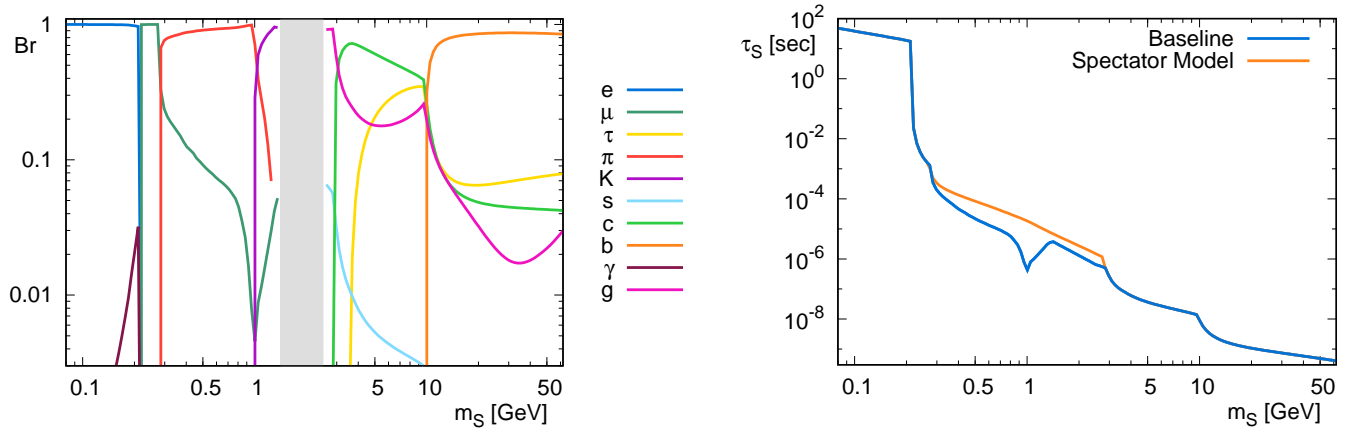 1
Br
0.1
0.01
0.1
0.5
1
5
10
50
m_S [GeV]
e
μ
τ
π
K
s
c
b
γ
g
10^2
τ_S [sec]
10^0
10^-2
10^-4
10^-6
10^-8
Baseline
Spectator Model
0.1
0.5
1
5
10
50
m_S [GeV]